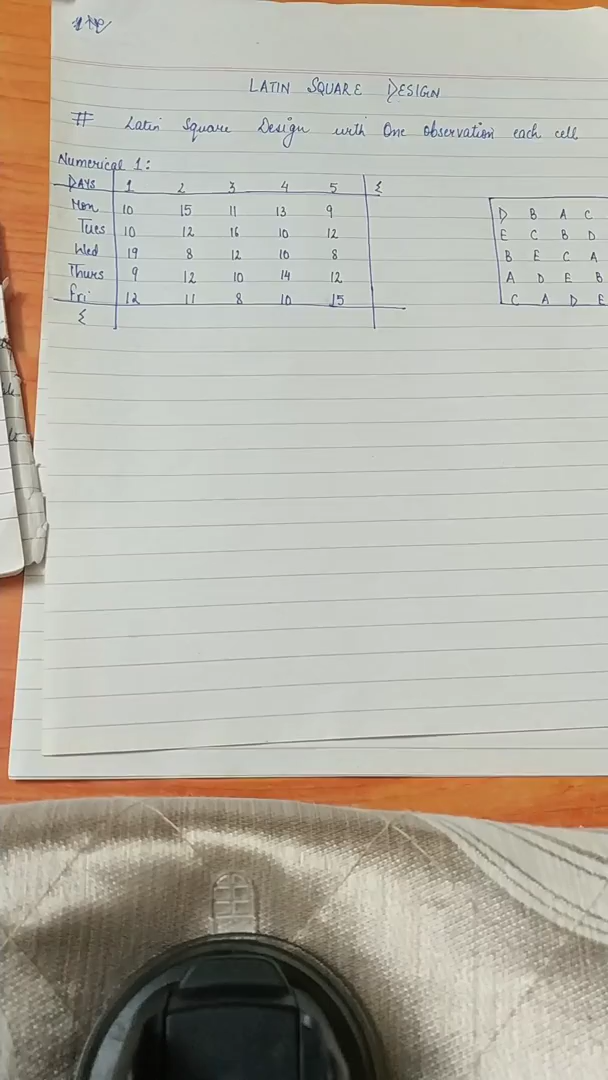 LATIN SQUARE DESIGN
# Latin Square Design with One observation each cell
Numerical 1:
DAYS 1 2 3 4 5 Σ
Mon 10 15 11 13 9
Tues 10 12 16 10 12
Wed 19 8 12 10 8
Thurs 9 12 10 14 12
Fri 12 11 8 10 15
Σ
D B A C
E C B D
B E C A
A D E B
C A D E